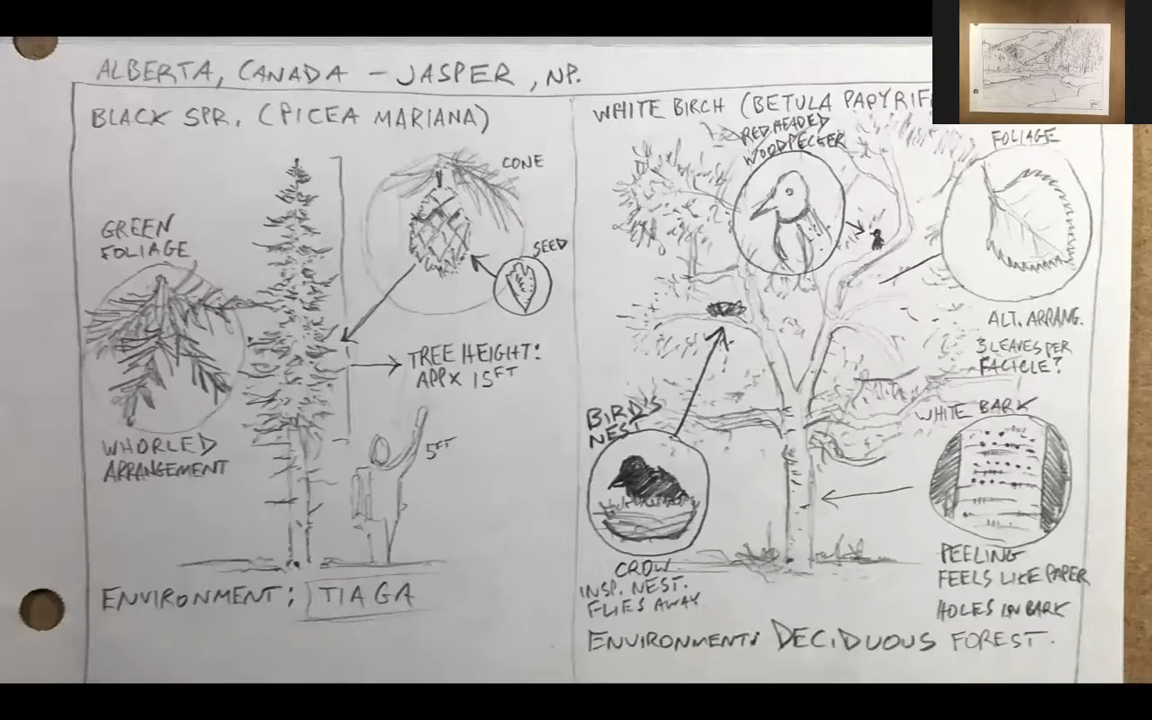 ALBERTA, CANADA - JASPER, NP.
BLACK SPR. (PICEA MARIANA)
CONE
SEED
GREEN
FOLIAGE
TREE HEIGHT:
APPX 15FT
5FT
WHORLED
ARRANGEMENT
ENVIRONMENT: TIAGA
WHITE BIRCH (BETULA PAPYRIF
RED HEADED
WOODPECKER
FOLIAGE
ALT. ARRANG.
3 LEAVES PER
FACICLE?
BIRD'S
NEST
WHITE BARK
CROW
INSP. NEST.
FLIES AWAY
PEELING
FEELS LIKE PAPER
HOLES IN BARK
ENVIRONMENT: DECIDUOUS FOREST.